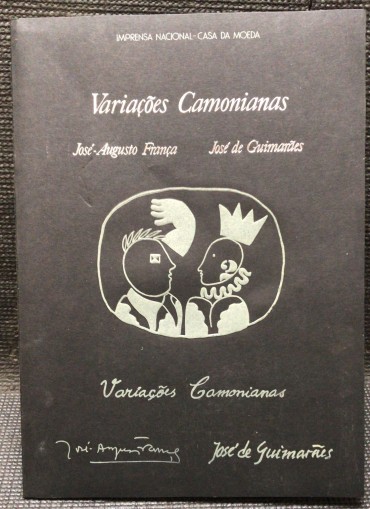 IMPRENSA NACIONAL-CASA DA MOEDA
Variações Camonianas
José-Augusto França José de Guimarães
Variações Camonianas
José-Augusto França José de Guimarães